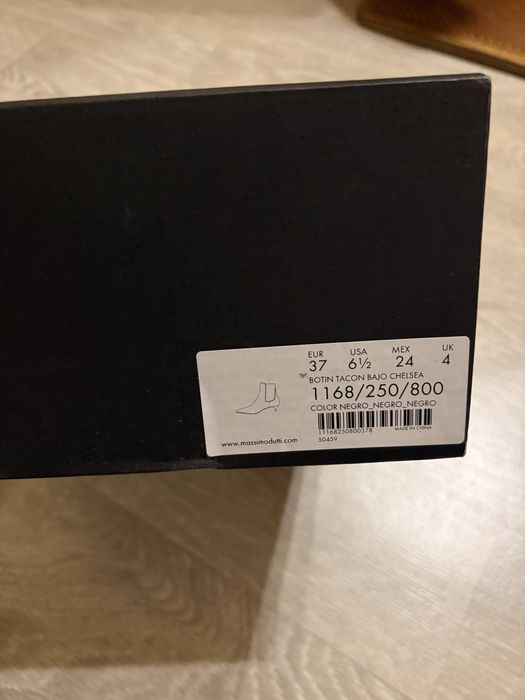 EUR USA MEX UK
37 6½ 24 4
BOTIN TACON BAJO CHELSEA
1168/250/800
COLOR NEGRO_NEGRO_NEGRO
11168250800378 MADE IN CHINA
50459
www.massimodutti.com